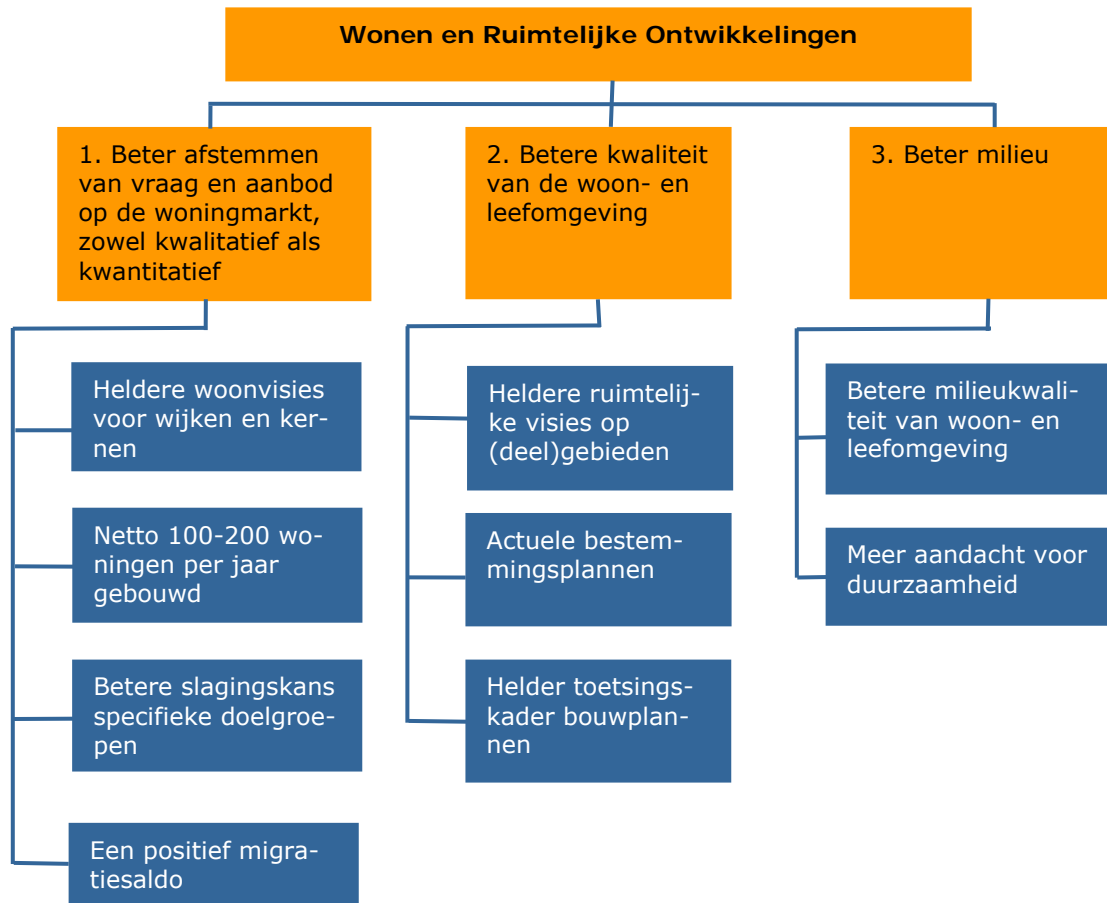 Wonen en Ruimtelijke Ontwikkelingen
1. Beter afstemmen
van vraag en aanbod
op de woningmarkt,
zowel kwalitatief als
kwantitatief
Heldere woonvisies
voor wijken en ker-
nen
Netto 100-200 wo-
ningen per jaar
gebouwd
Betere slagingskans
specifieke doelgroe-
pen
Een positief migra-
tiesaldo
2. Betere kwaliteit
van de woon- en
leefomgeving
Heldere ruimtelij-
ke visies op
(deel)gebieden
Actuele bestem-
mingsplannen
Helder toetsings-
kader bouwplan-
nen
3. Beter milieu
Betere milieukwali-
teit van woon- en
leefomgeving
Meer aandacht voor
duurzaamheid